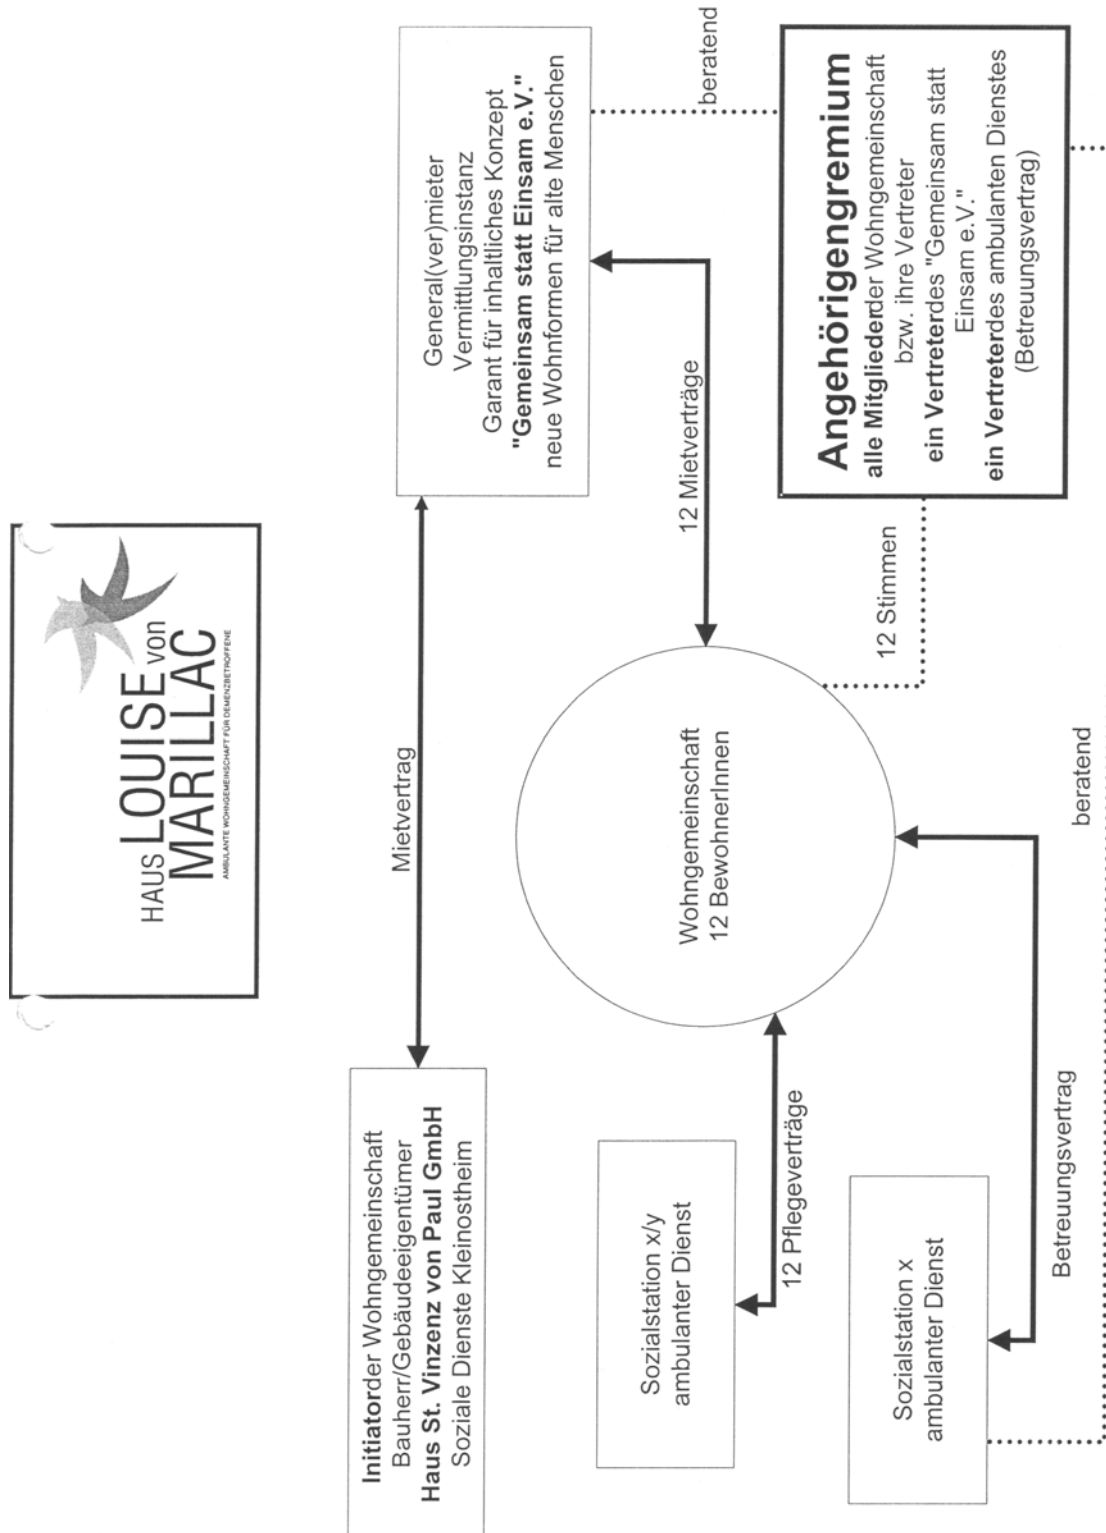 HAUS LOUISE von
MARILLAC
AMBULANTE WOHNGEMEINSCHAFT FÜR DEMENZBETROFFENE
Initiatorder Wohngemeinschaft
Bauherr/Gebäudeeigentümer
Haus St. Vinzenz von Paul GmbH
Soziale Dienste Kleinostheim
Mietvertrag
General(ver)mieter
Vermittlungsinstanz
Garant für inhaltliches Konzept
"Gemeinsam statt Einsam e.V."
neue Wohnformen für alte Menschen
beratend
12 Mietverträge
Wohngemeinschaft
12 BewohnerInnen
Sozialstation x/y
ambulanter Dienst
12 Pflegeverträge
12 Stimmen
Angehörigengremium
alle Mitgliederder Wohngemeinschaft
bzw. ihre Vertreter
ein Vertreterdes "Gemeinsam statt
Einsam e.V."
ein Vertreterdes ambulanten Dienstes
(Betreuungsvertrag)
Sozialstation x
ambulanter Dienst
Betreuungsvertrag
beratend